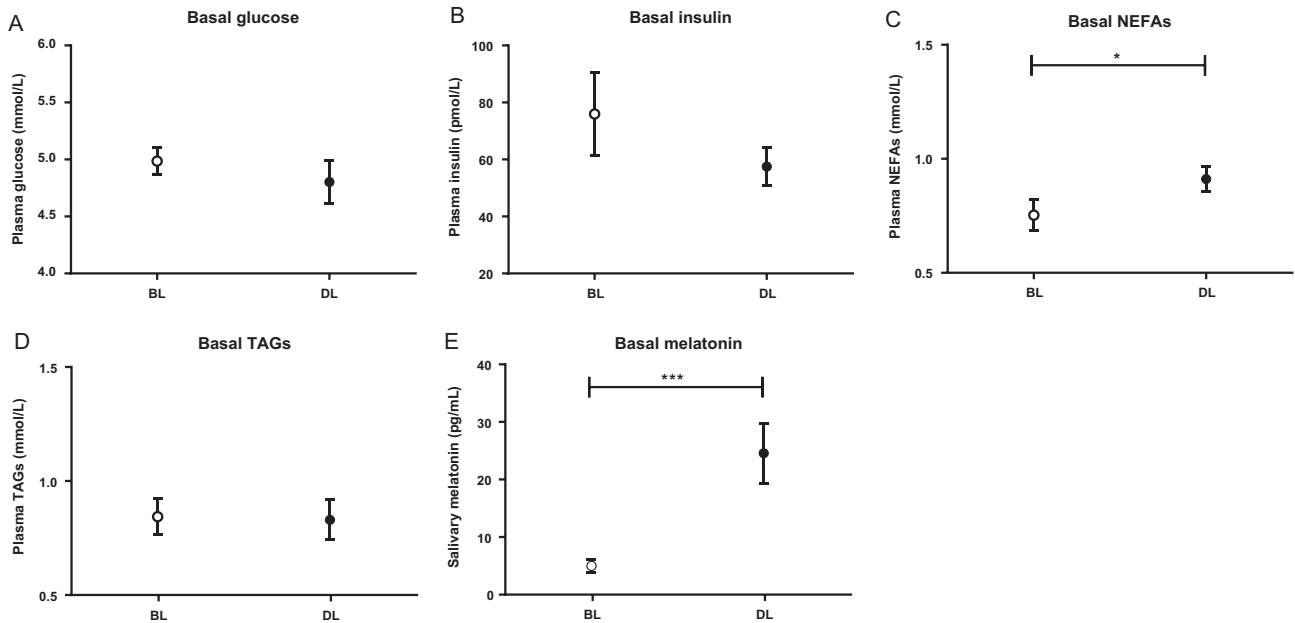 A
Basal glucose
Plasma glucose (mmol/L)
6.0
5.5
5.0
4.5
4.0
BL
DL
B
Basal insulin
Plasma insulin (pmol/L)
100
80
60
40
20
BL
DL
C
Basal NEFAs
Plasma NEFAs (mmol/L)
1.5
1.0
0.5
*
BL
DL
D
Basal TAGs
Plasma TAGs (mmol/L)
1.5
1.0
0.5
BL
DL
E
Basal melatonin
Salivary melatonin (pg/mL)
40
30
20
10
0
***
BL
DL